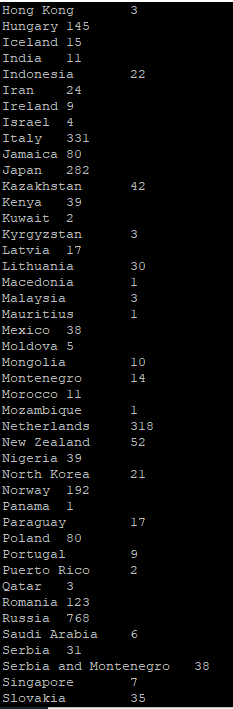 Hong Kong 3
Hungary 145
Iceland 15
India 11
Indonesia 22
Iran 24
Ireland 9
Israel 4
Italy 331
Jamaica 80
Japan 282
Kazakhstan 42
Kenya 39
Kuwait 2
Kyrgyzstan 3
Latvia 17
Lithuania 30
Macedonia 1
Malaysia 3
Mauritius 1
Mexico 38
Moldova 5
Mongolia 10
Montenegro 14
Morocco 11
Mozambique 1
Netherlands 318
New Zealand 52
Nigeria 39
North Korea 21
Norway 192
Panama 1
Paraguay 17
Poland 80
Portugal 9
Puerto Rico 2
Qatar 3
Romania 123
Russia 768
Saudi Arabia 6
Serbia 31
Serbia and Montenegro 38
Singapore 7
Slovakia 35